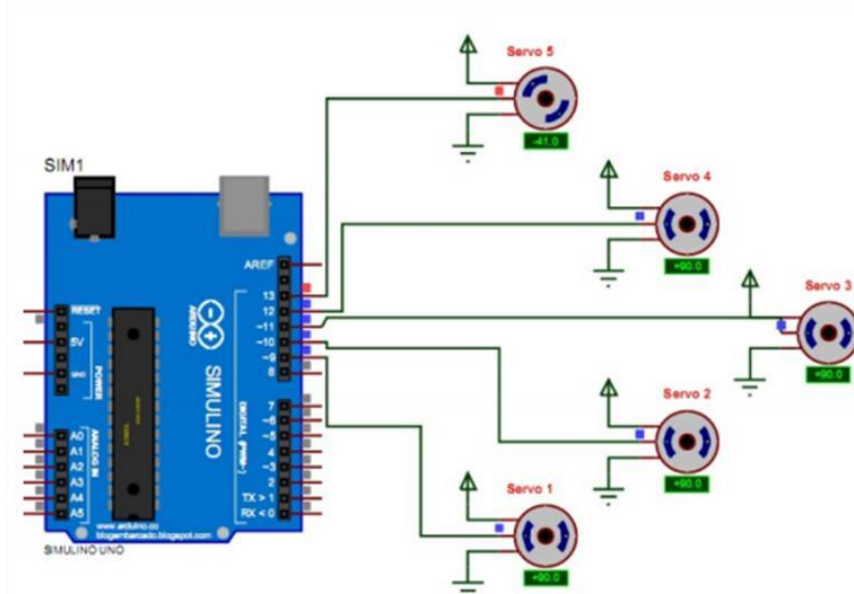 Servo 5
-41.0
SIM1
Servo 4
+90.0
AREF
13
12
~11
~10
~9
8
RESET
5V
GND
POWER
ARDUINO
SIMULINO
Servo 3
+90.0
Servo 2
+90.0
7
~6
~5
4
~3
2
TX > 1
RX < 0
DIGITAL (PWM~)
A0
A1
A2
A3
A4
A5
ANALOG IN
www.arduino.cc
blogembarcado.blogspot.com
SIMULINO UNO
Servo 1
+90.0